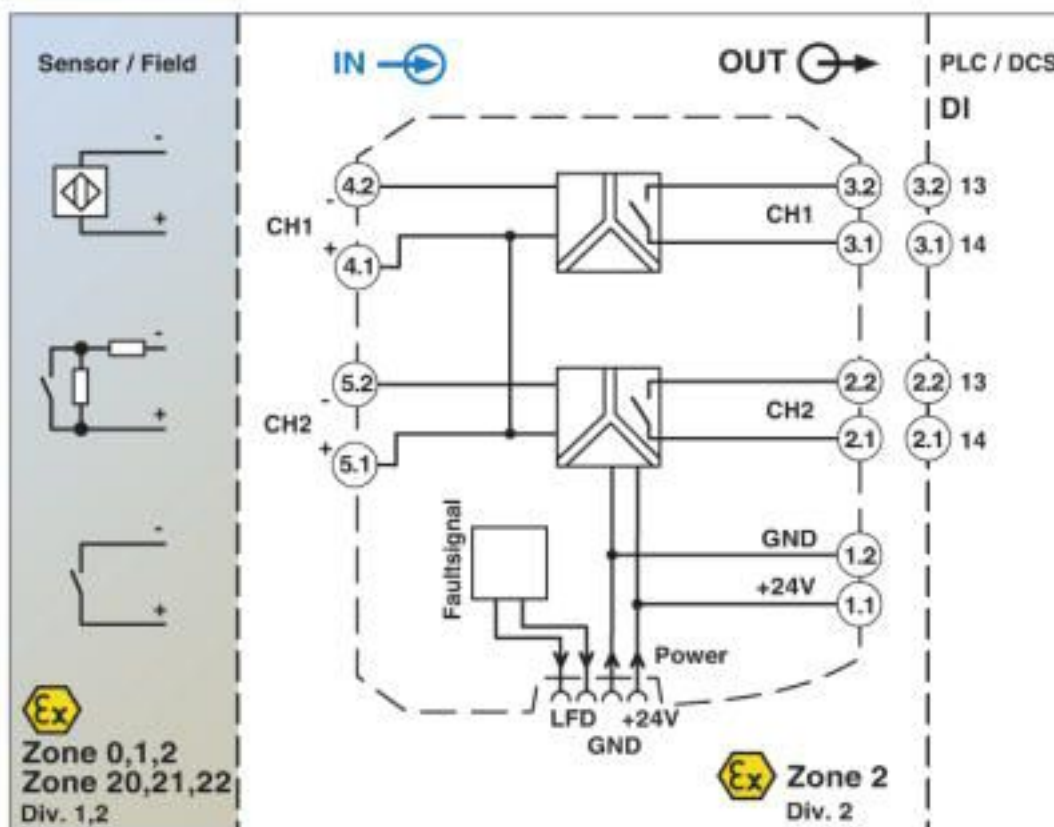 Sensor / Field
IN
OUT
PLC / DCS
DI
-
+
4.2
-
CH1
+
4.1
CH1
3.2
3.1
3.2 13
3.1 14
-
+
5.2
-
CH2
+
5.1
CH2
2.2
2.1
2.2 13
2.1 14
-
+
Faultsignal
GND
1.2
+24V
1.1
Power
LFD
+24V
GND
Ex
Zone 0,1,2
Zone 20,21,22
Div. 1,2
Ex
Zone 2
Div. 2